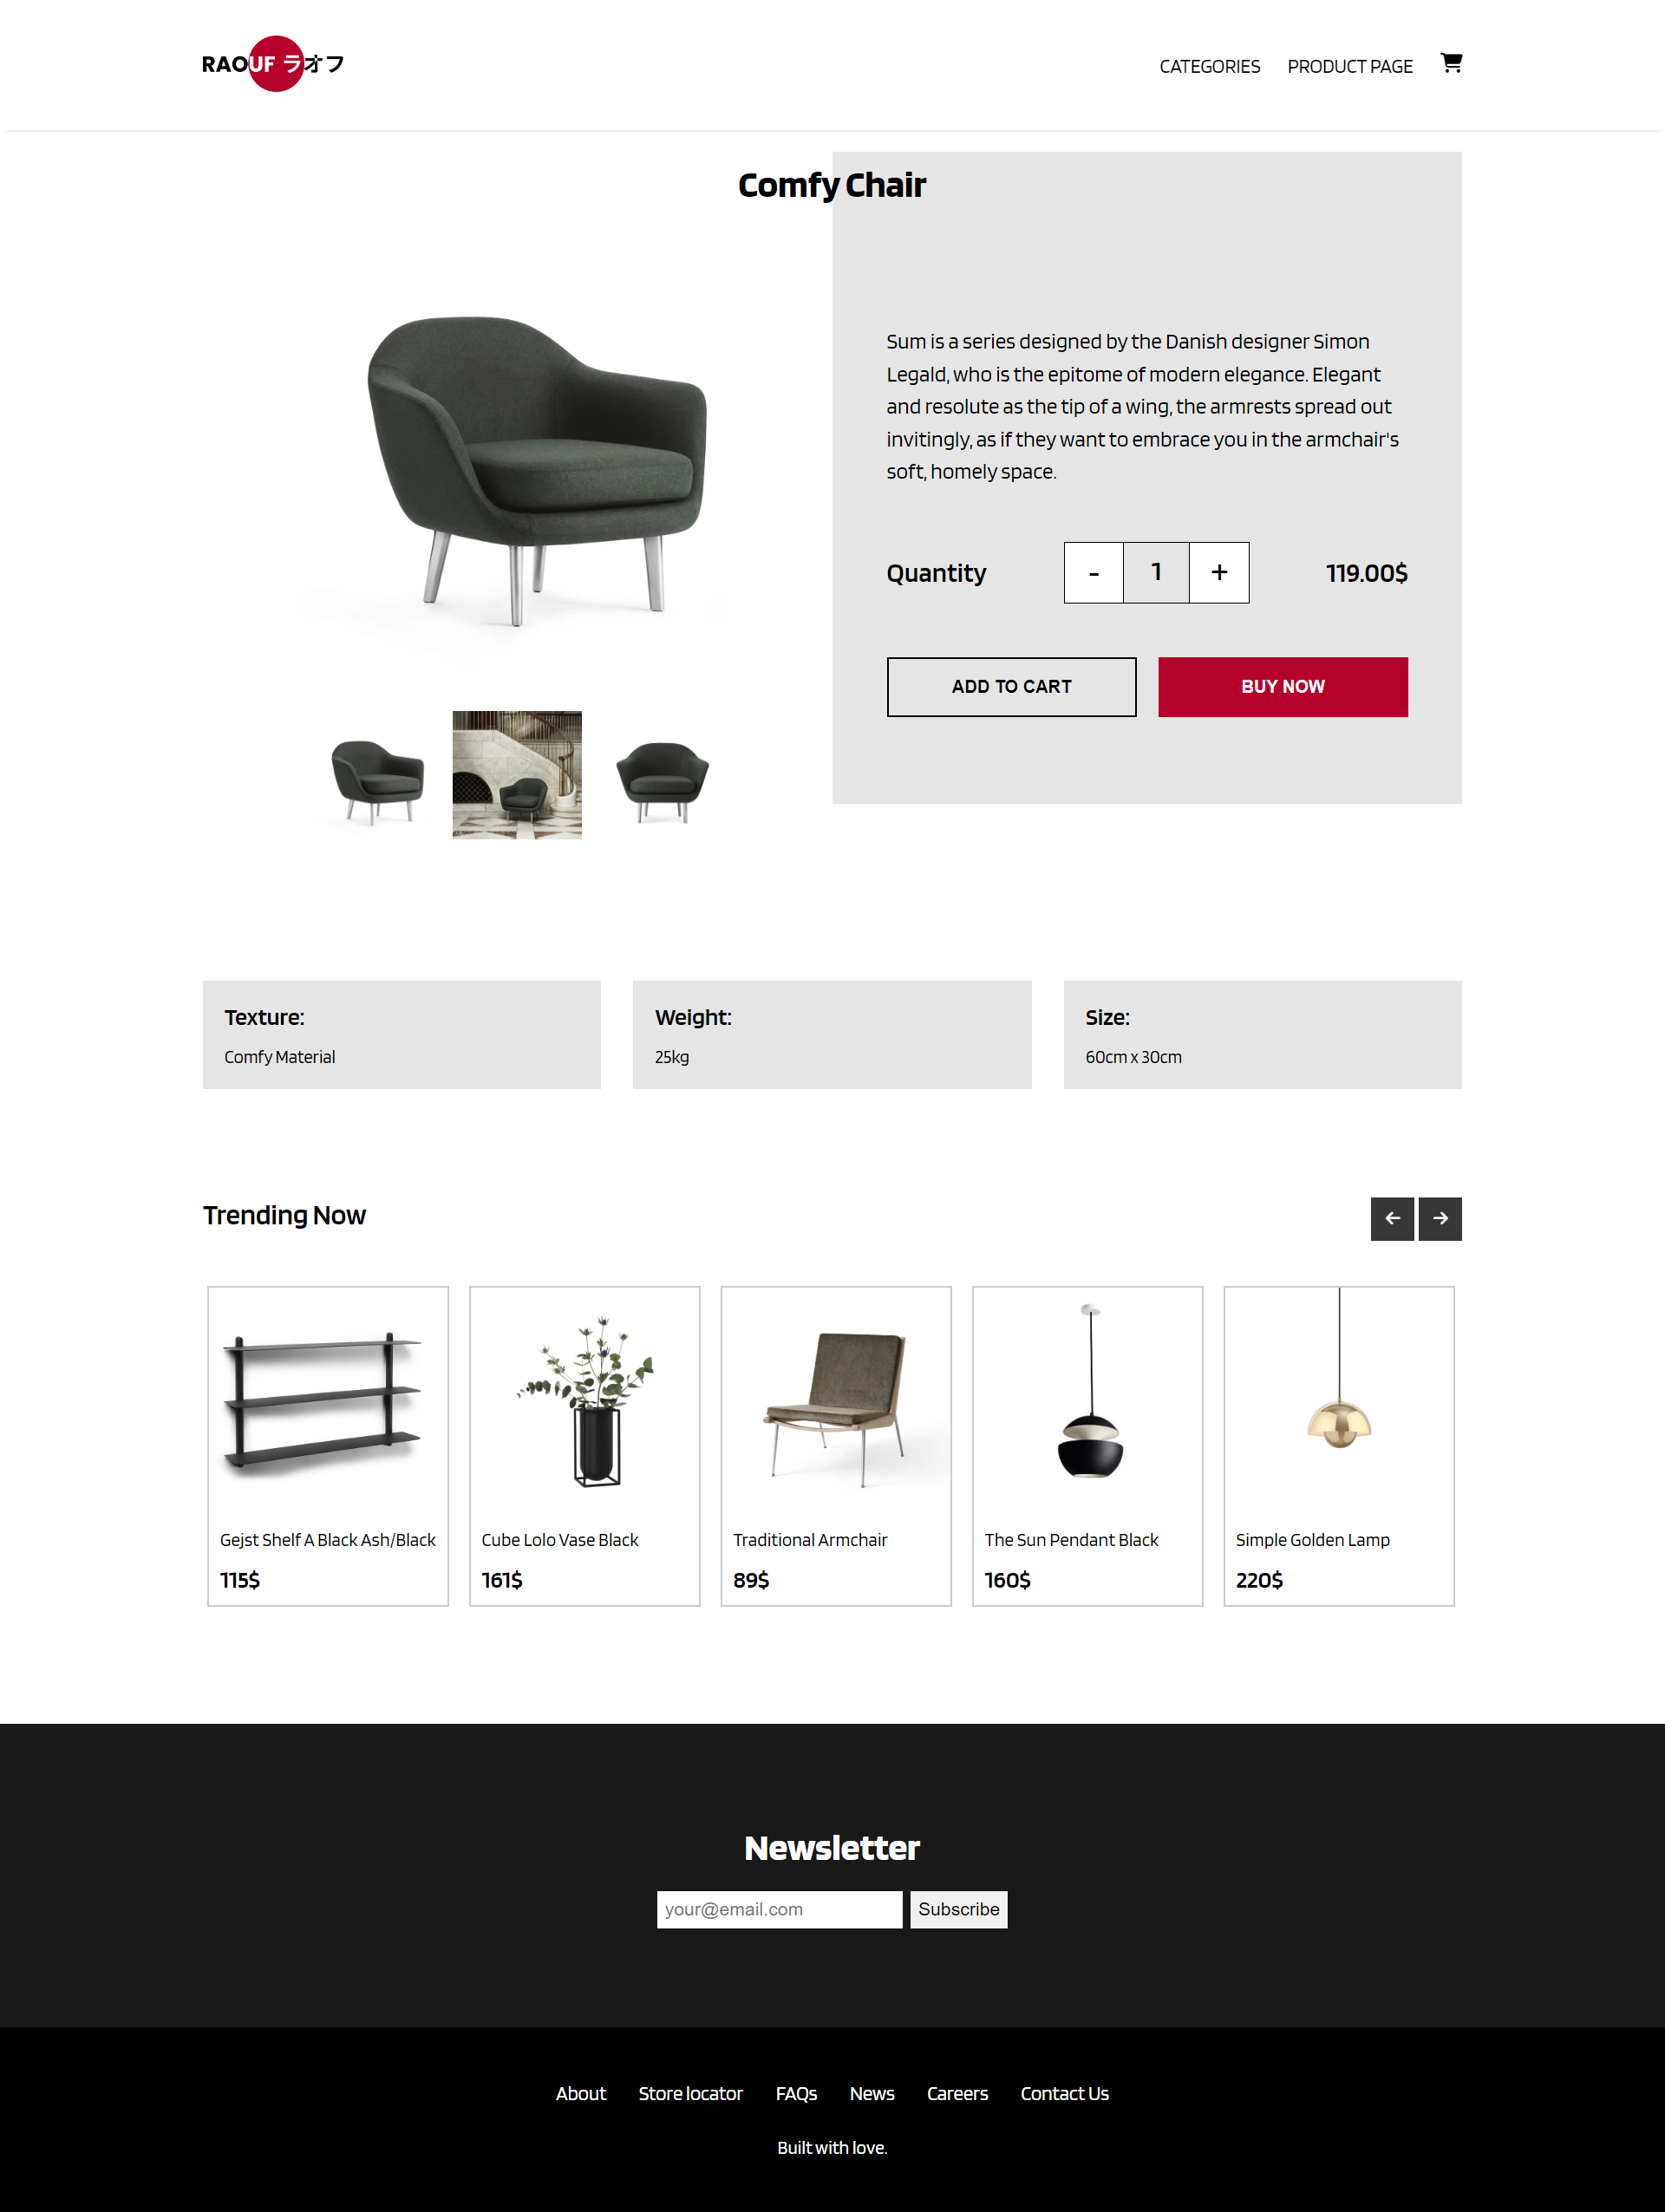 RAOUF ラオフ
CATEGORIES
PRODUCT PAGE
Comfy Chair
Sum is a series designed by the Danish designer Simon
Legald, who is the epitome of modern elegance. Elegant
and resolute as the tip of a wing, the armrests spread out
invitingly, as if they want to embrace you in the armchair's
soft, homely space.
Quantity
-
1
+
119.00$
ADD TO CART
BUY NOW
Texture:
Comfy Material
Weight:
25kg
Size:
60cm x 30cm
Trending Now
Gejst Shelf A Black Ash/Black
115$
Cube Lolo Vase Black
161$
Traditional Armchair
89$
The Sun Pendant Black
160$
Simple Golden Lamp
220$
Newsletter
your@email.com
Subscribe
About
Store locator
FAQs
News
Careers
Contact Us
Built with love.